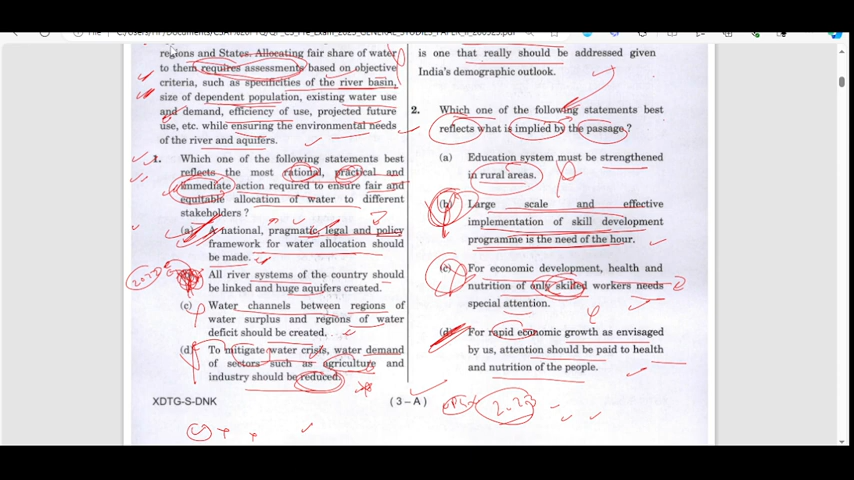 regions and States. Allocating fair share of water
to them requires assessments based on objective
criteria, such as specificities of the river basin,
size of dependent population, existing water use
and demand, efficiency of use, projected future
use, etc. while ensuring the environmental needs
of the river and aquifers.
1. Which one of the following statements best
reflects the most rational, practical and
immediate action required to ensure fair and
equitable allocation of water to different
stakeholders ?
(a) A national, pragmatic, legal and policy
framework for water allocation should
be made.
2022
(b) All river systems of the country should
be linked and huge aquifers created.
(c) Water channels between regions of
water surplus and regions of water
deficit should be created.
(d) To mitigate water crisis, water demand
of sectors such as agriculture and
industry should be reduced.
XDTG-S-DNK
is one that really should be addressed given
India's demographic outlook.
2. Which one of the following statements best
reflects what is implied by the passage ?
(a) Education system must be strengthened
in rural areas.
(b) Large scale and effective
implementation of skill development
programme is the need of the hour.
(c) For economic development, health and
nutrition of only skilled workers needs
special attention.
(d) For rapid economic growth as envisaged
by us, attention should be paid to health
and nutrition of the people.
( 3 – A )